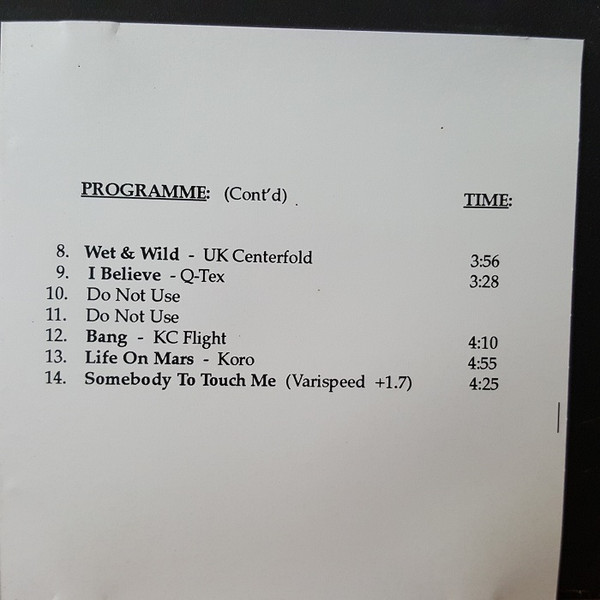 PROGRAMME: (Cont'd) TIME:
8. Wet & Wild - UK Centerfold 3:56
9. I Believe - Q-Tex 3:28
10. Do Not Use
11. Do Not Use
12. Bang - KC Flight 4:10
13. Life On Mars - Koro 4:55
14. Somebody To Touch Me (Varispeed +1.7) 4:25